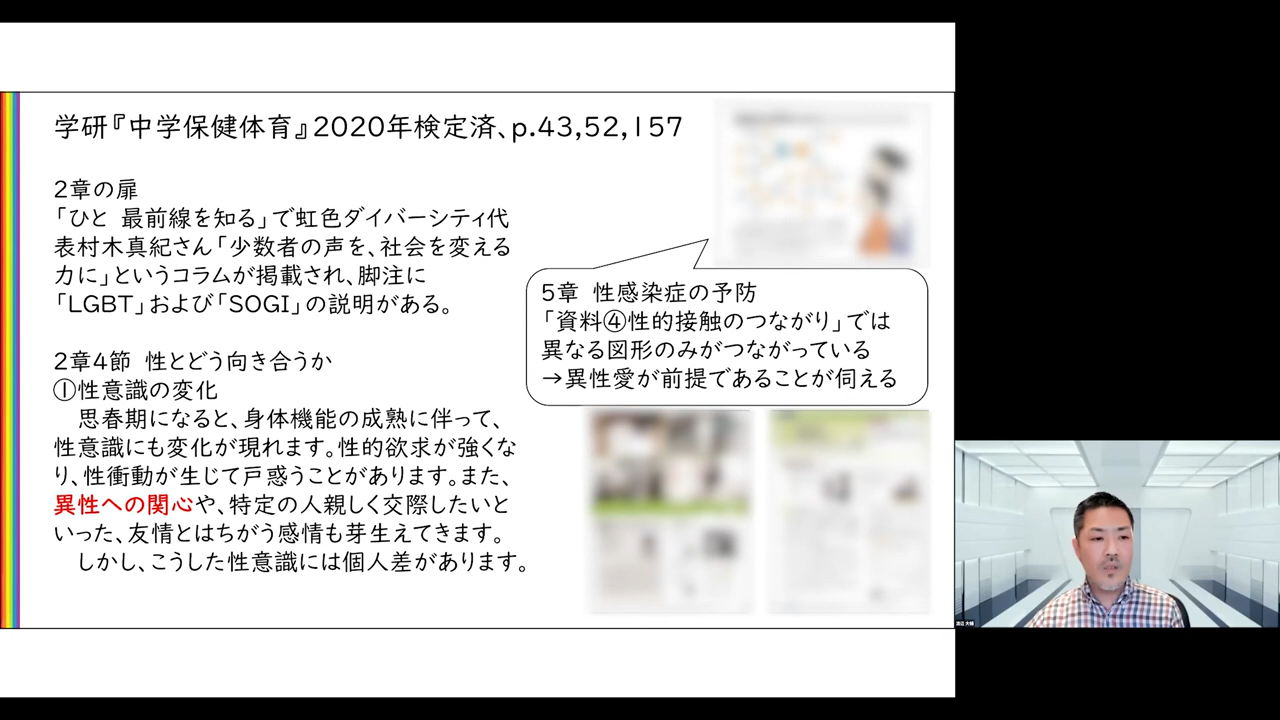 学研『中学保健体育』2020年検定済、p.43,52,157
2章の扉
「ひと 最前線を知る」で虹色ダイバーシティ代
表村木真紀さん「少数者の声を、社会を変える
力に」というコラムが掲載され、脚注に
「LGBT」および「SOGI」の説明がある。
2章4節 性とどう向き合うか
①性意識の変化
思春期になると、身体機能の成熟に伴って、
性意識にも変化が現れます。性的欲求が強くな
り、性衝動が生じて戸惑うことがあります。また、
異性への関心や、特定の人親しく交際したいと
いった、友情とはちがう感情も芽生えてきます。
しかし、こうした性意識には個人差があります。
5章 性感染症の予防
「資料④性的接触のつながり」では
異なる図形のみがつながっている
→異性愛が前提であることが伺える
渡辺 大輔